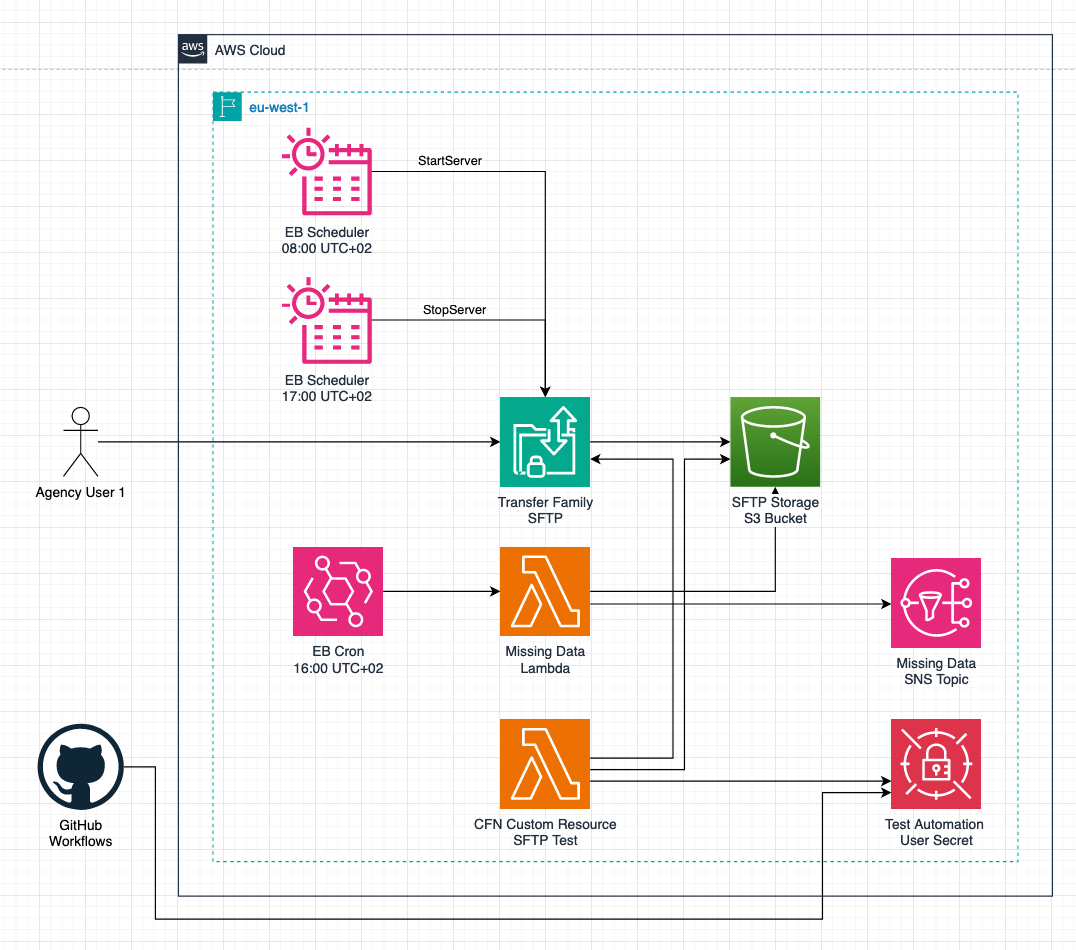 aws
AWS Cloud
eu-west-1
StartServer
EB Scheduler
08:00 UTC+02
StopServer
EB Scheduler
17:00 UTC+02
Agency User 1
Transfer Family
SFTP
SFTP Storage
S3 Bucket
EB Cron
16:00 UTC+02
Missing Data
Lambda
Missing Data
SNS Topic
GitHub
Workflows
CFN Custom Resource
SFTP Test
Test Automation
User Secret